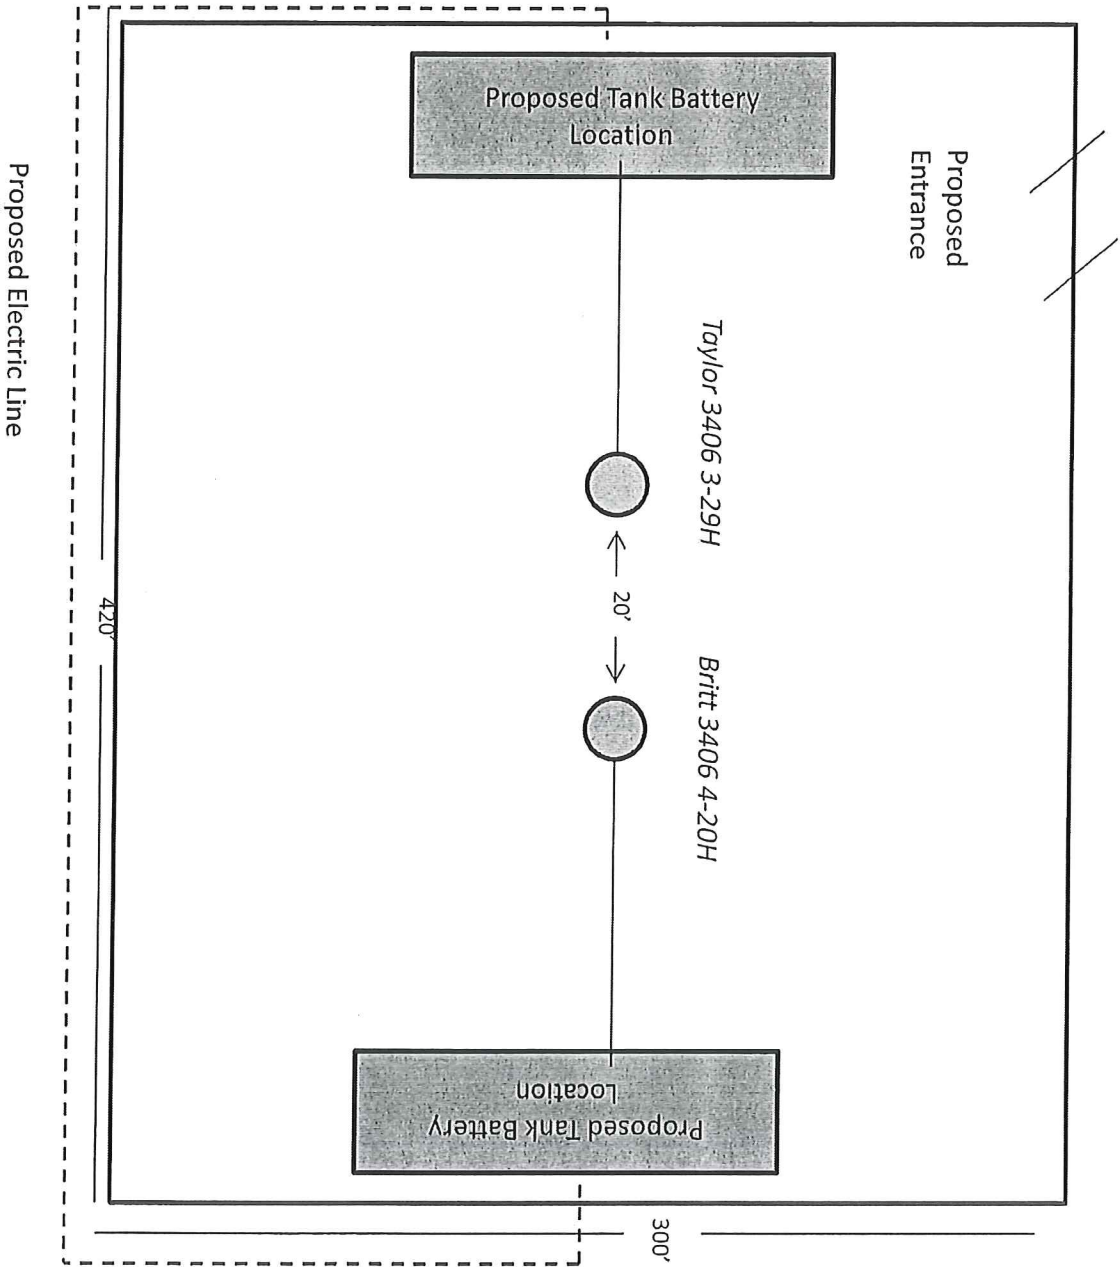 Proposed Tank Battery
Location
Proposed
Entrance
Taylor 3406 3-29H
20'
Britt 3406 4-20H
Proposed Tank Battery
Location
Proposed Electric Line
420'
300'